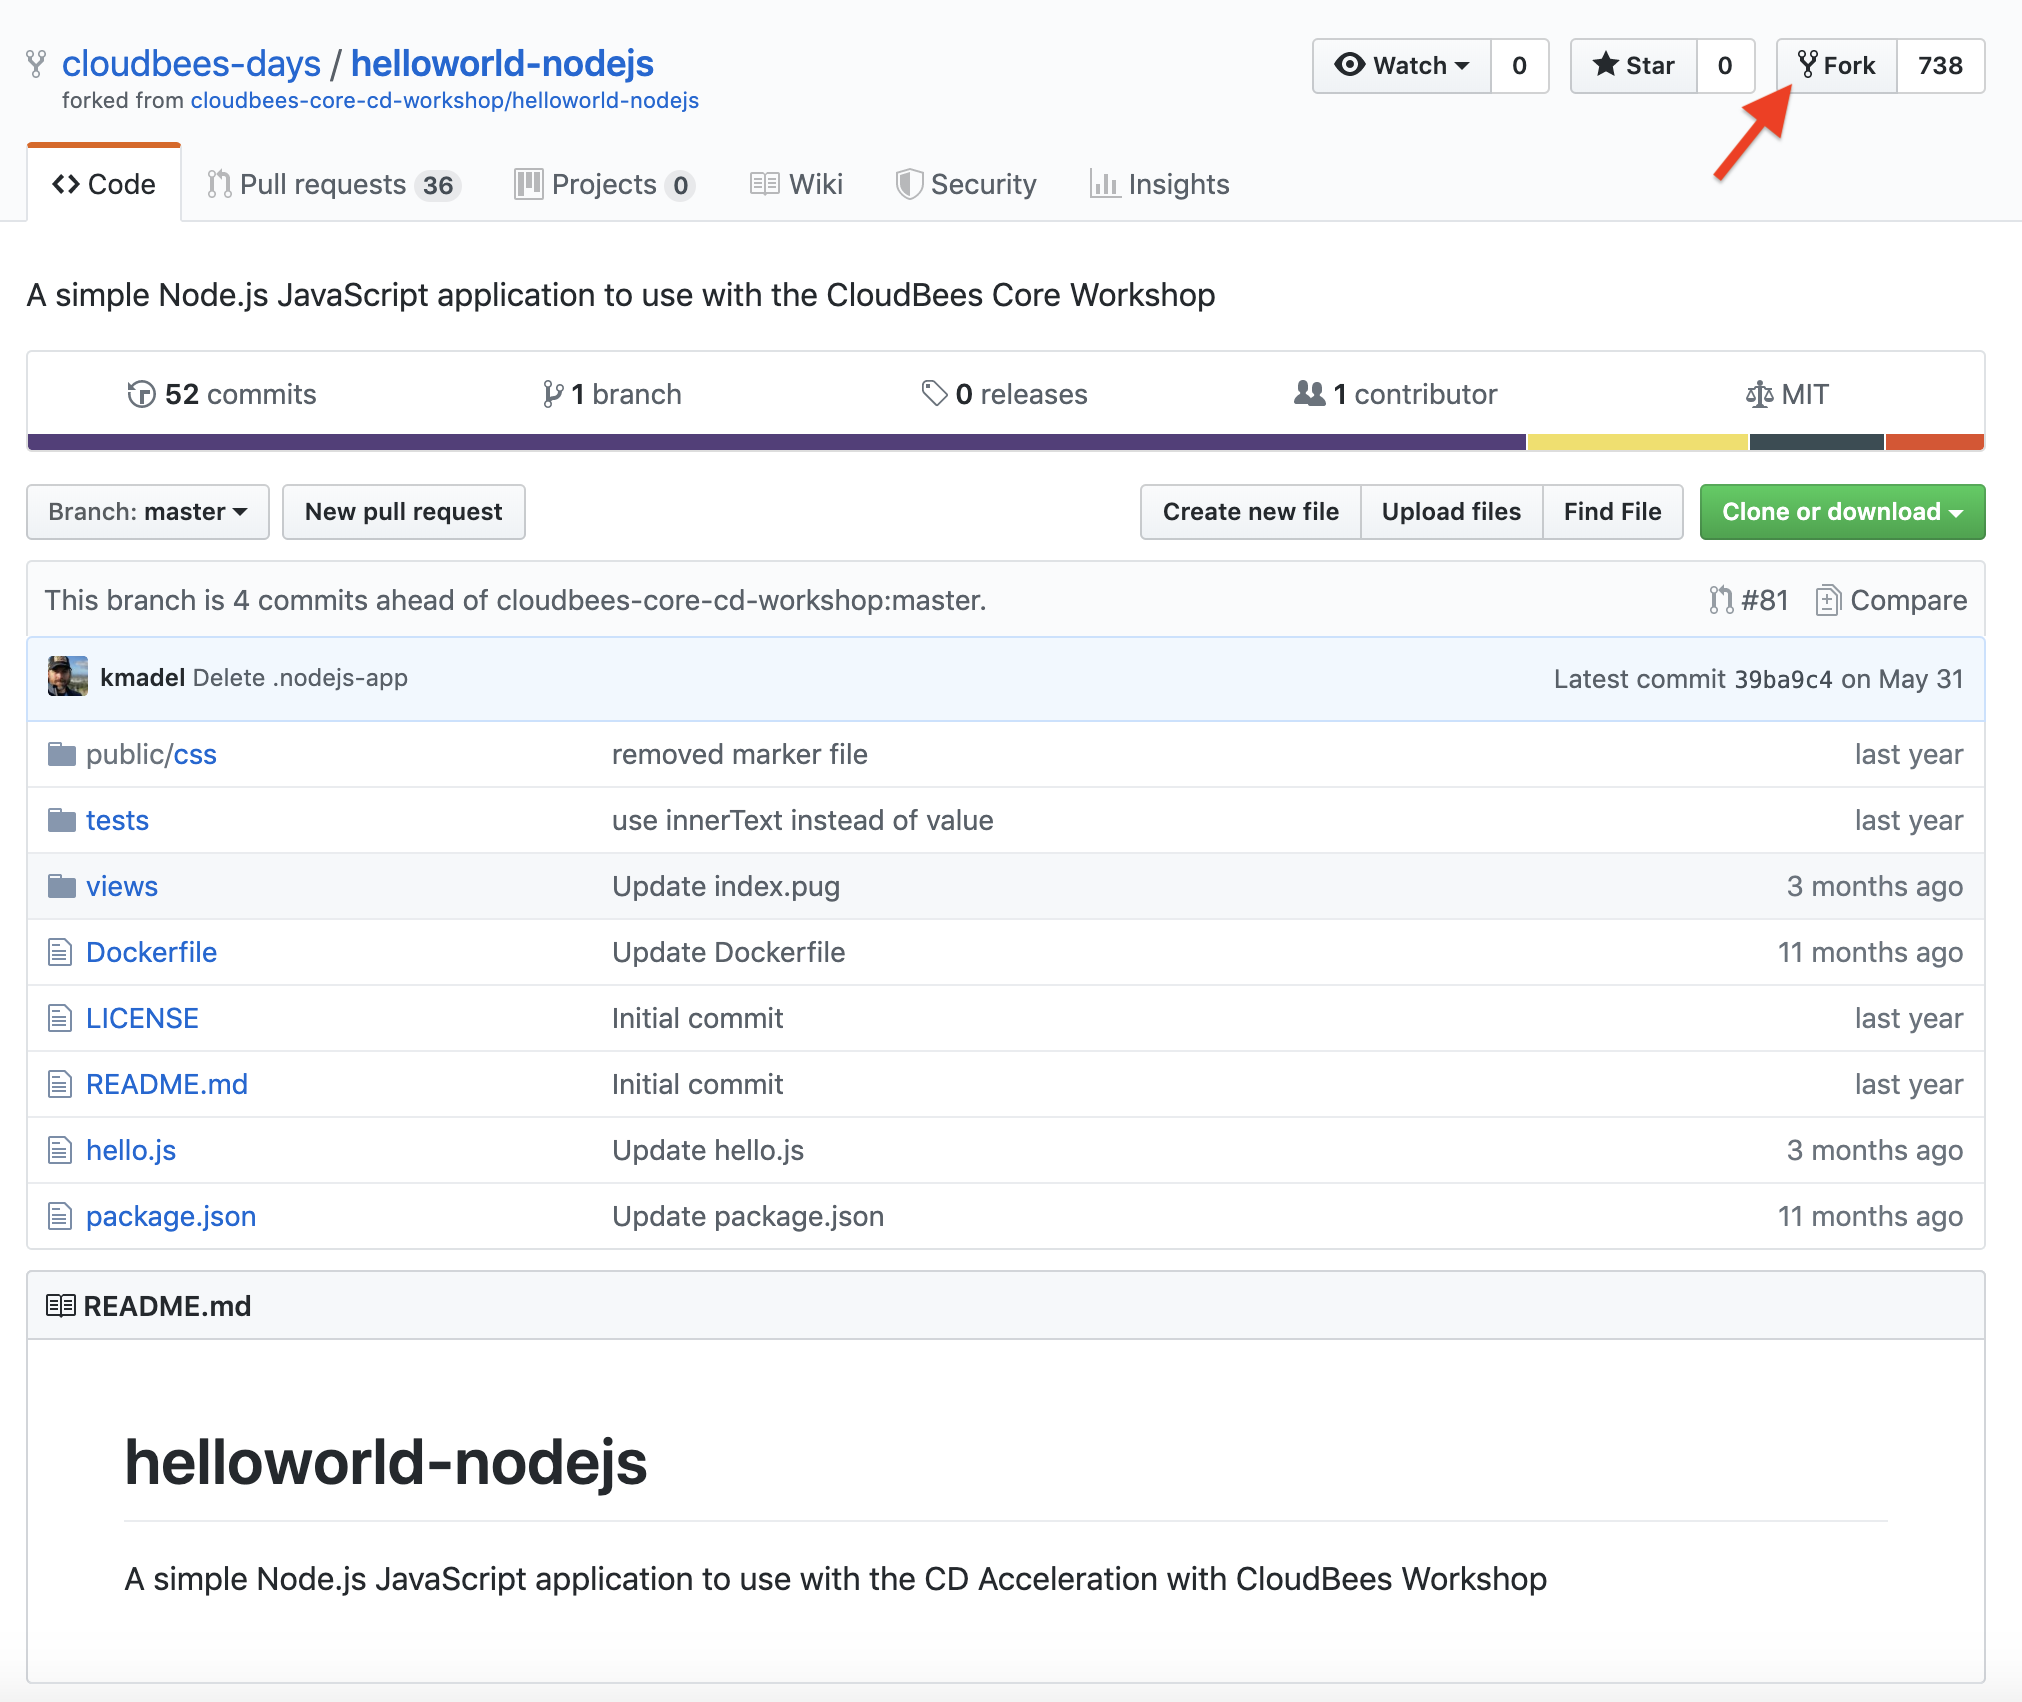 cloudbees-days / helloworld-nodejs
forked from cloudbees-core-cd-workshop/helloworld-nodejs
Watch 0 Star 0 Fork 738
Code Pull requests 36 Projects 0 Wiki Security Insights
A simple Node.js JavaScript application to use with the CloudBees Core Workshop
52 commits 1 branch 0 releases 1 contributor MIT
Branch: master New pull request Create new file Upload files Find File Clone or download
This branch is 4 commits ahead of cloudbees-core-cd-workshop:master. #81 Compare
kmadel Delete .nodejs-app Latest commit 39ba9c4 on May 31
public/css removed marker file last year
tests use innerText instead of value last year
views Update index.pug 3 months ago
Dockerfile Update Dockerfile 11 months ago
LICENSE Initial commit last year
README.md Initial commit last year
hello.js Update hello.js 3 months ago
package.json Update package.json 11 months ago
README.md
helloworld-nodejs
A simple Node.js JavaScript application to use with the CD Acceleration with CloudBees Workshop